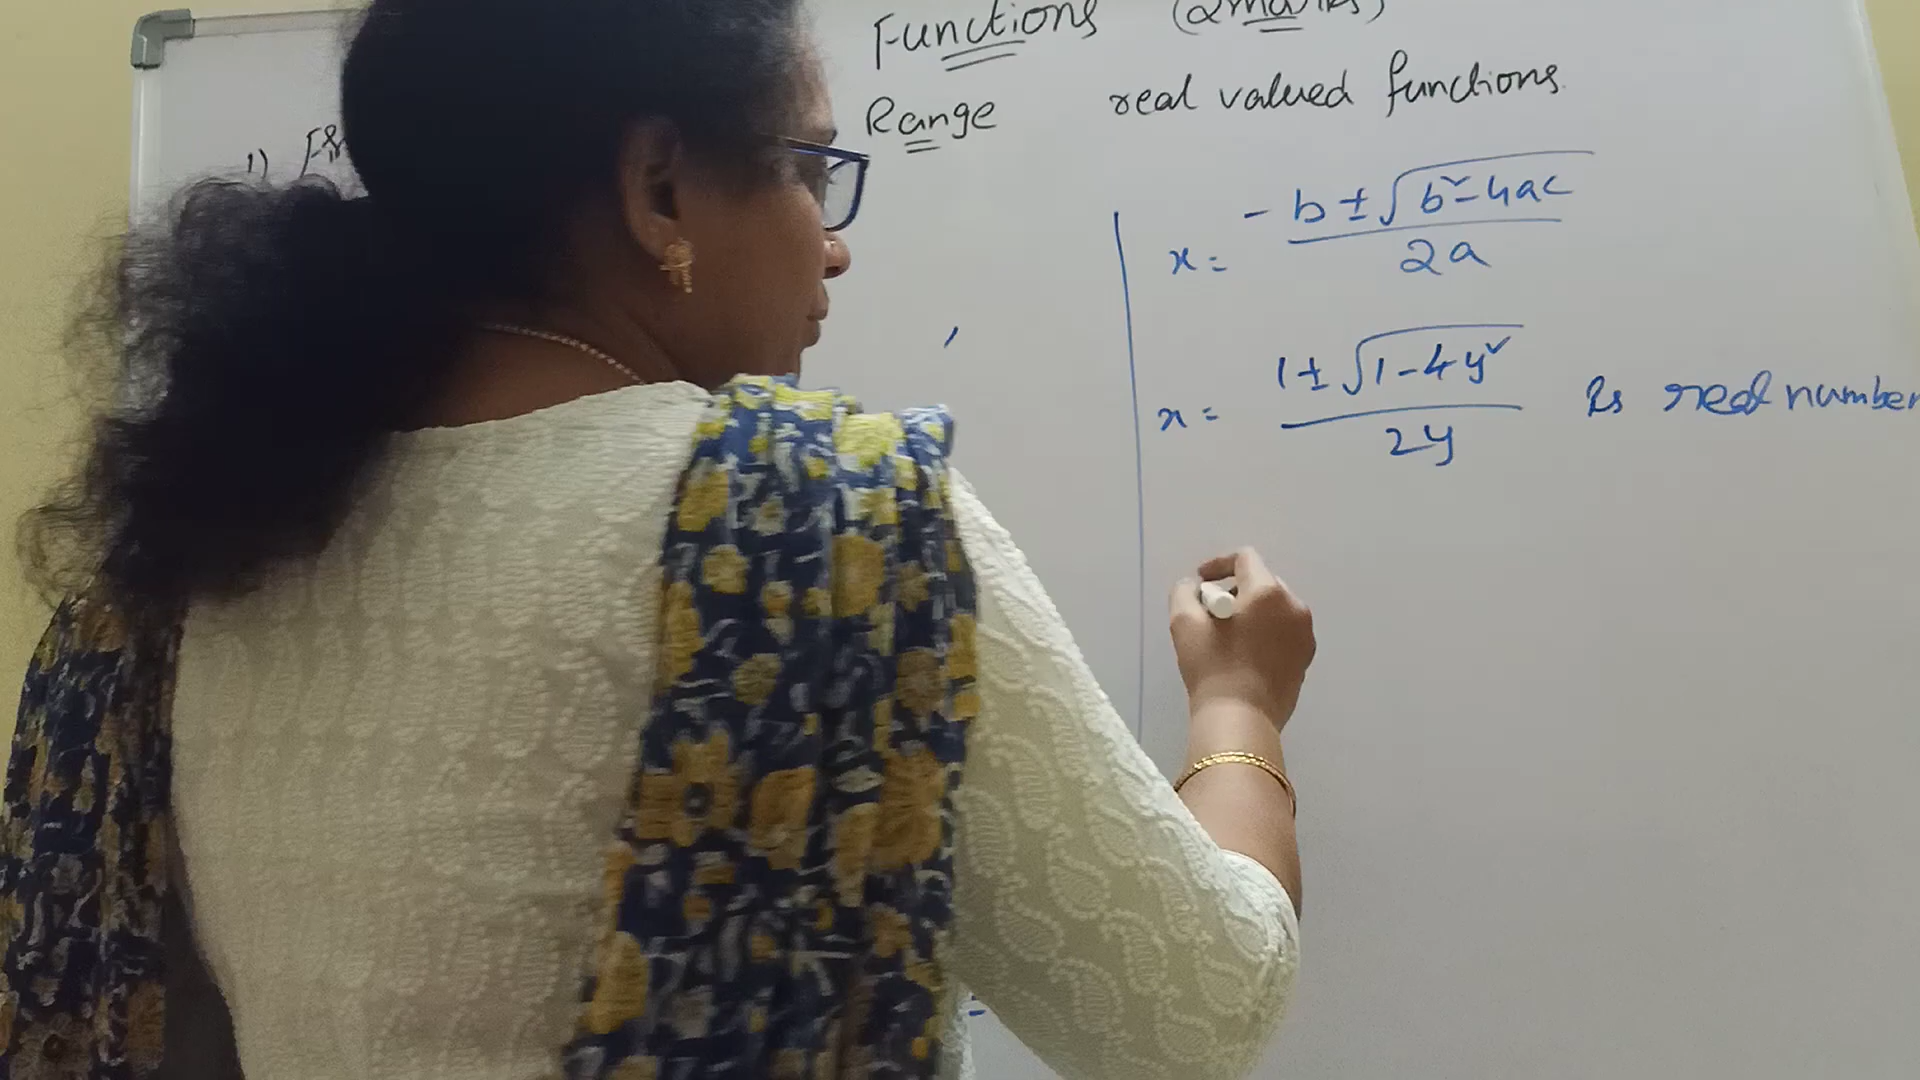 Functions (2marks)
Range real valued functions.
1)
x = -b ± √b²-4ac / 2a
x = 1 ± √1-4y² / 2y is real number